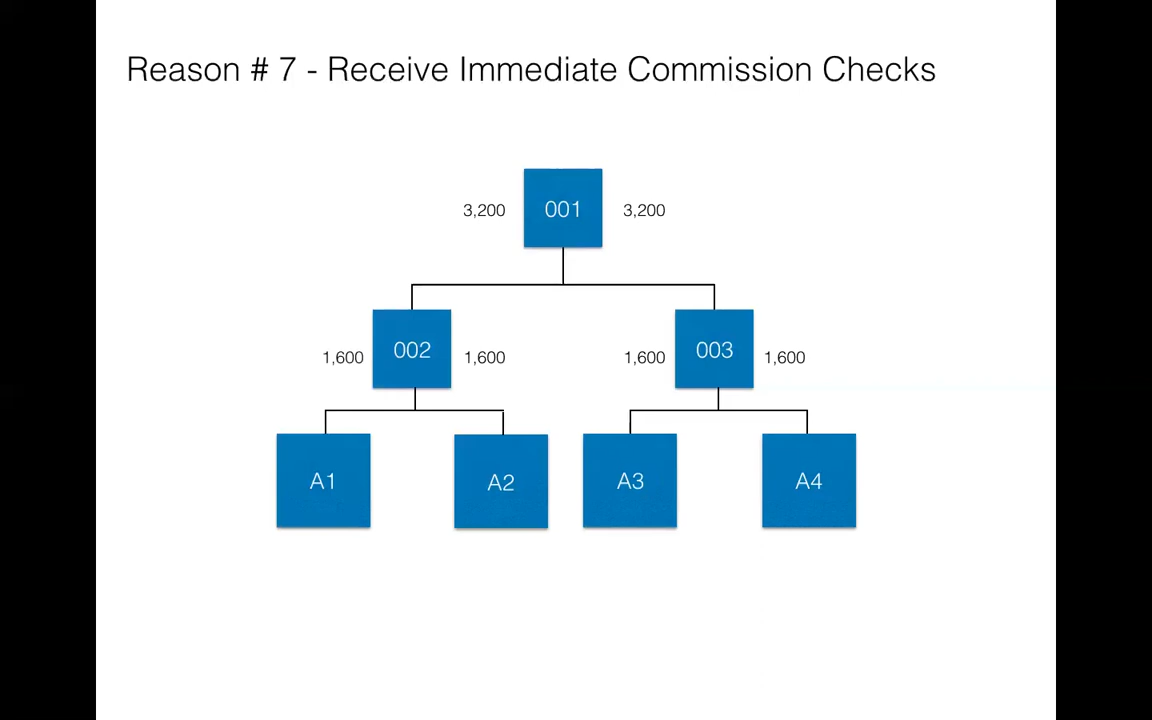 Reason # 7 - Receive Immediate Commission Checks
3,200 001 3,200
1,600 002 1,600 1,600 003 1,600
A1 A2 A3 A4